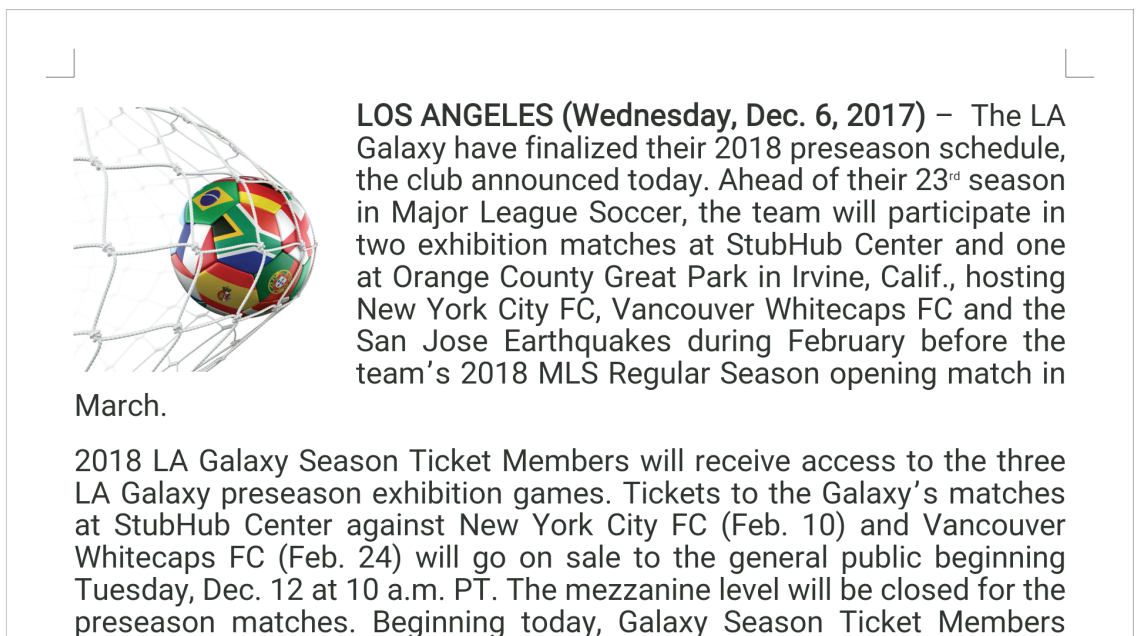 LOS ANGELES (Wednesday, Dec. 6, 2017) – The LA
Galaxy have finalized their 2018 preseason schedule,
the club announced today. Ahead of their 23rd season
in Major League Soccer, the team will participate in
two exhibition matches at StubHub Center and one
at Orange County Great Park in Irvine, Calif., hosting
New York City FC, Vancouver Whitecaps FC and the
San Jose Earthquakes during February before the
team’s 2018 MLS Regular Season opening match in
March.
2018 LA Galaxy Season Ticket Members will receive access to the three
LA Galaxy preseason exhibition games. Tickets to the Galaxy’s matches
at StubHub Center against New York City FC (Feb. 10) and Vancouver
Whitecaps FC (Feb. 24) will go on sale to the general public beginning
Tuesday, Dec. 12 at 10 a.m. PT. The mezzanine level will be closed for the
preseason matches. Beginning today, Galaxy Season Ticket Members